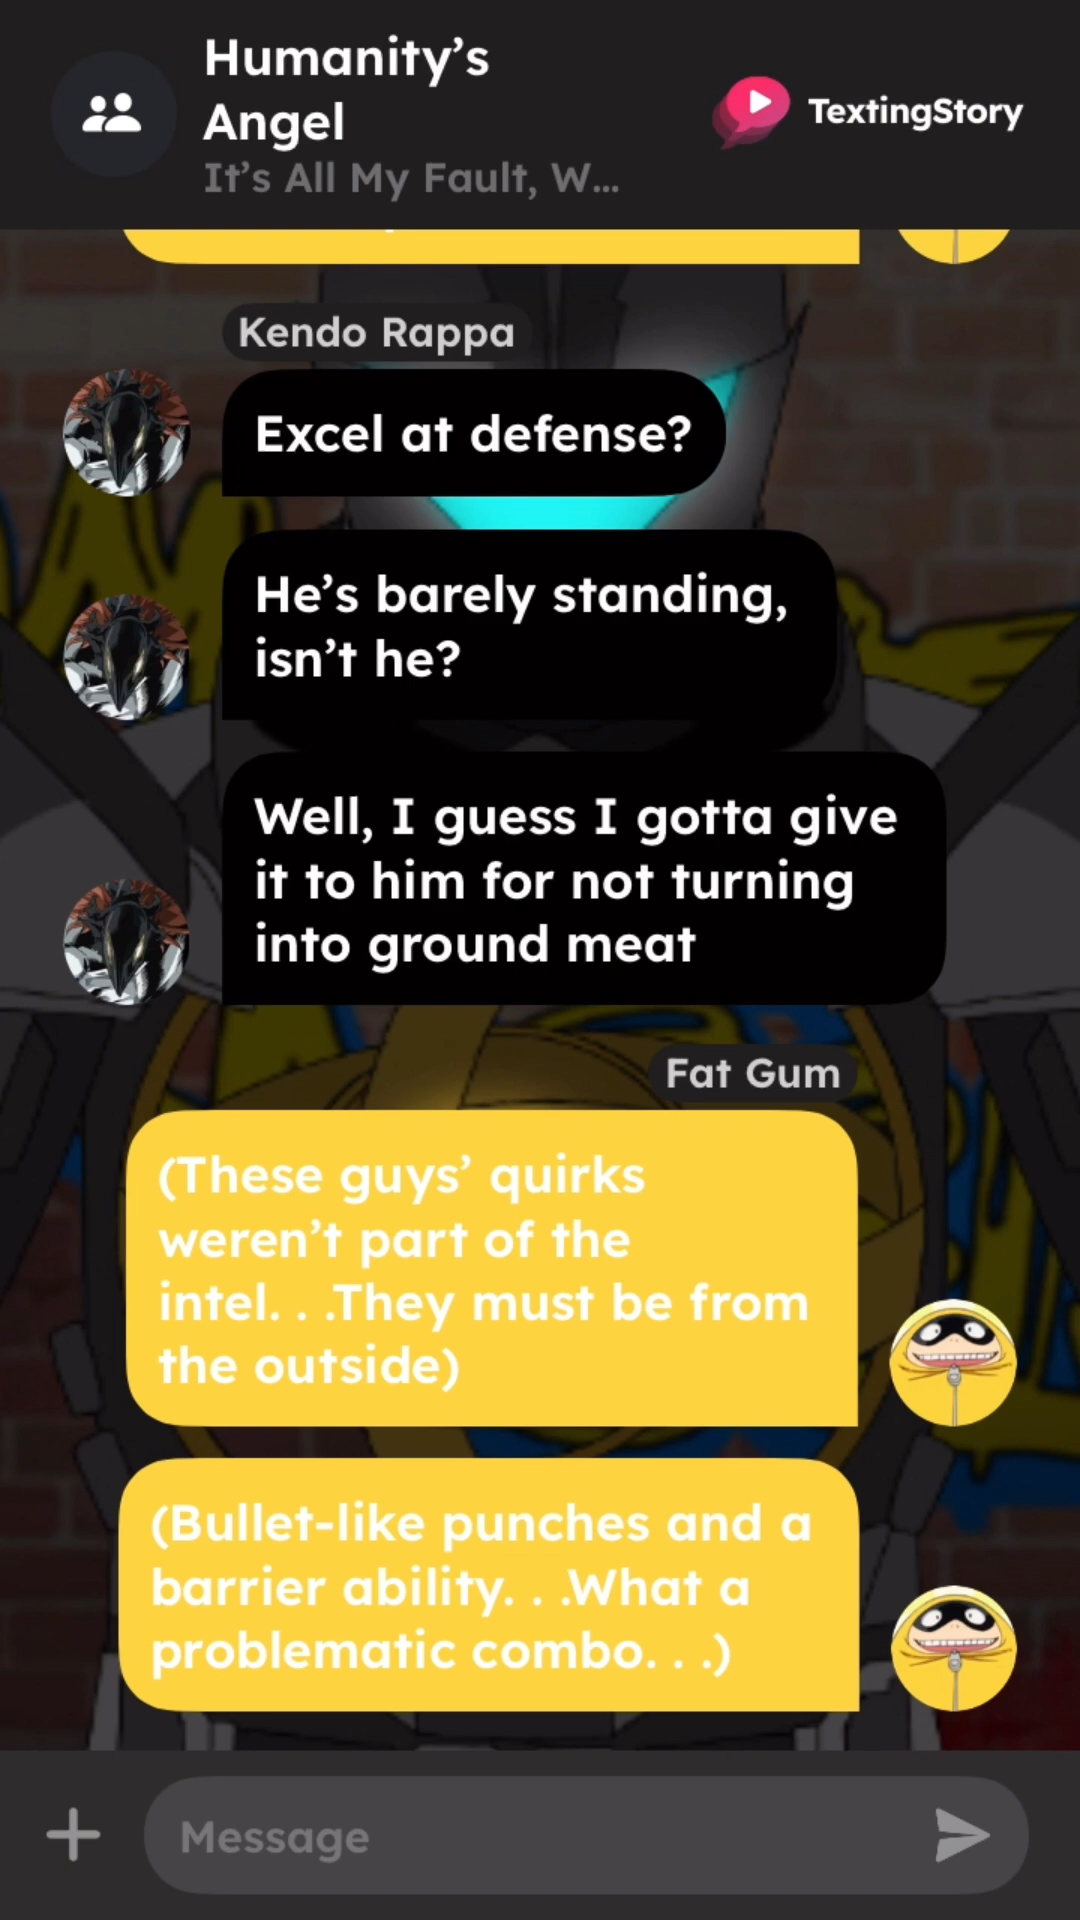 Humanity’s
Angel
TextingStory
It’s All My Fault, W...
Kendo Rappa
Excel at defense?
He’s barely standing,
isn’t he?
Well, I guess I gotta give
it to him for not turning
into ground meat
Fat Gum
(These guys’ quirks
weren’t part of the
intel. . .They must be from
the outside)
(Bullet-like punches and a
barrier ability. . .What a
problematic combo. . .)
Message